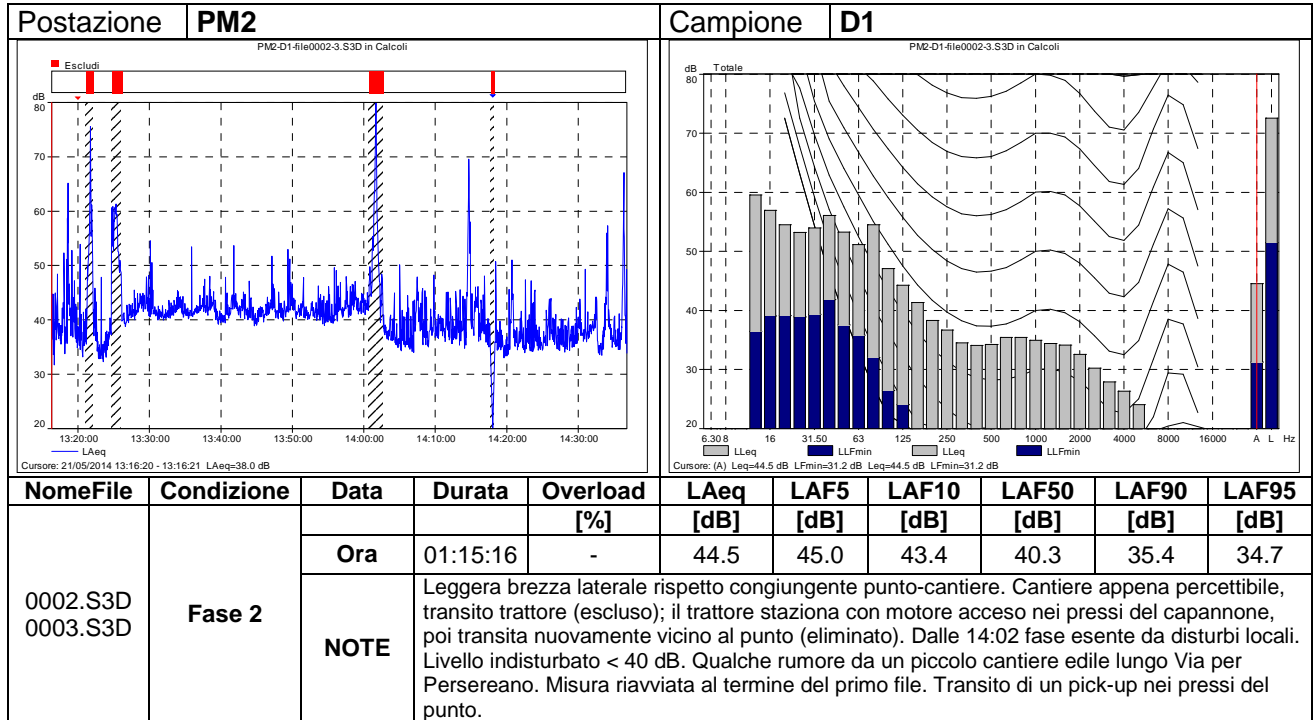 Postazione PM2 Campione D1
PM2-D1-file0002-3.S3D in Calcoli
Escludi
dB
80
70
60
50
40
30
20
13:20:00 13:30:00 13:40:00 13:50:00 14:00:00 14:10:00 14:20:00 14:30:00
LAeq
Cursore: 21/05/2014 13:16:20 - 13:16:21 LAeq=38.0 dB
PM2-D1-file0002-3.S3D in Calcoli
dB Totale
80
70
60
50
40
30
20
6.30 8 16 31.50 63 125 250 500 1000 2000 4000 8000 16000 A L Hz
LLeq LLFmin LLeq LLFmin
Cursore: (A) Leq=44.5 dB LFmin=31.2 dB Leq=44.5 dB LFmin=31.2 dB
NomeFile Condizione Data Durata Overload LAeq LAF5 LAF10 LAF50 LAF90 LAF95
[%] [dB] [dB] [dB] [dB] [dB] [dB]
Ora 01:15:16 - 44.5 45.0 43.4 40.3 35.4 34.7
0002.S3D
0003.S3D
Fase 2
NOTE
Leggera brezza laterale rispetto congiungente punto-cantiere. Cantiere appena percettibile,
transito trattore (escluso); il trattore staziona con motore acceso nei pressi del capannone,
poi transita nuovamente vicino al punto (eliminato). Dalle 14:02 fase esente da disturbi locali.
Livello indisturbato < 40 dB. Qualche rumore da un piccolo cantiere edile lungo Via per
Persereano. Misura riavviata al termine del primo file. Transito di un pick-up nei pressi del
punto.